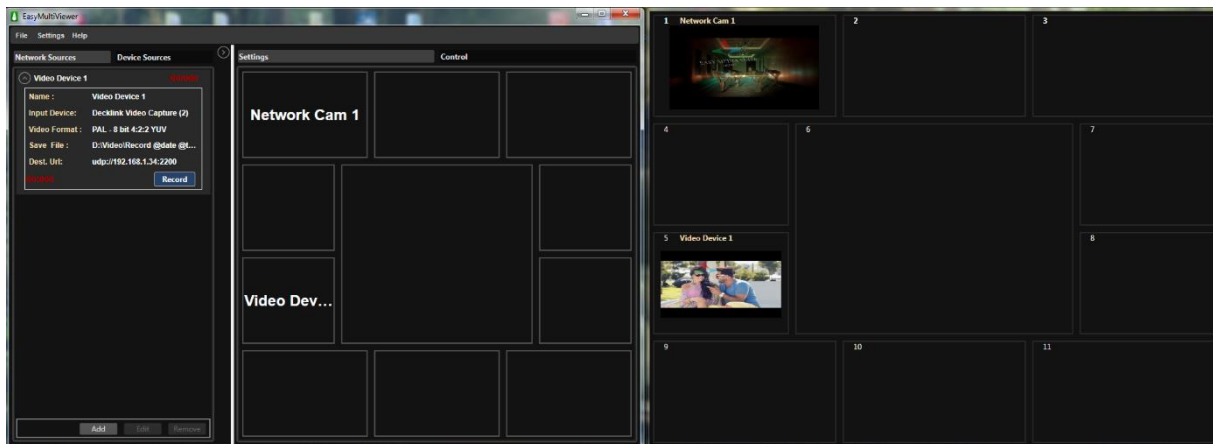 EasyMultiViewer
File Settings Help
Network Sources Device Sources
Settings Control
Video Device 1
Name : Video Device 1
Input Device: Decklink Video Capture (2)
Video Format : PAL - 8 bit 4:2:2 YUV
Save File : D:\Video\Record @date @t...
Dest. Url: udp://192.168.1.34:2200
Record
Add Edit Remove
Network Cam 1
Video Dev...
1 Network Cam 1
2
3
4
6
7
5 Video Device 1
8
9
10
11